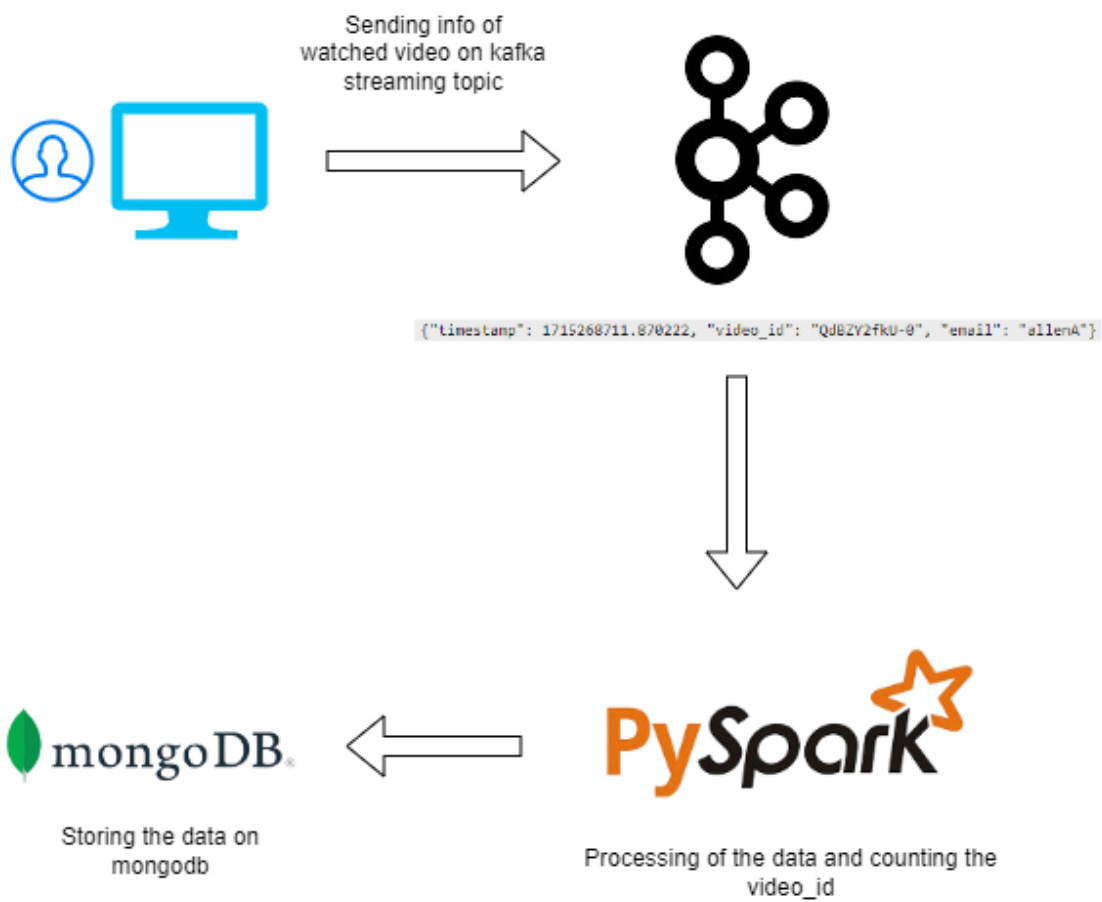 Sending info of
watched video on kafka
streaming topic
{"timestamp": 1715268711.870222, "video_id": "QdBZY2fkU-0", "email": "allenA"}
PySpark
mongoDB®
Storing the data on
mongodb
Processing of the data and counting the
video_id